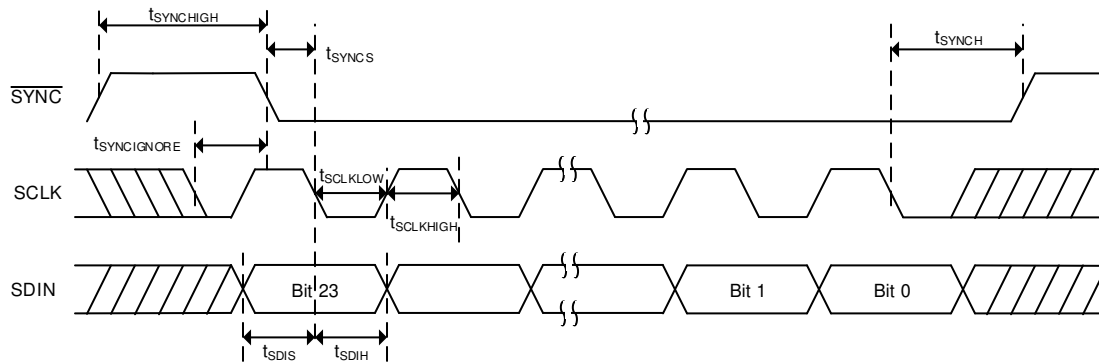 tSYNCHIGH
tSYNCS
tSYNCH
SYNC
tSYNCIGNORE
SCLK
tSCLKLOW
tSCLKHIGH
SDIN
Bit 23
Bit 1
Bit 0
tSDIS
tSDIH